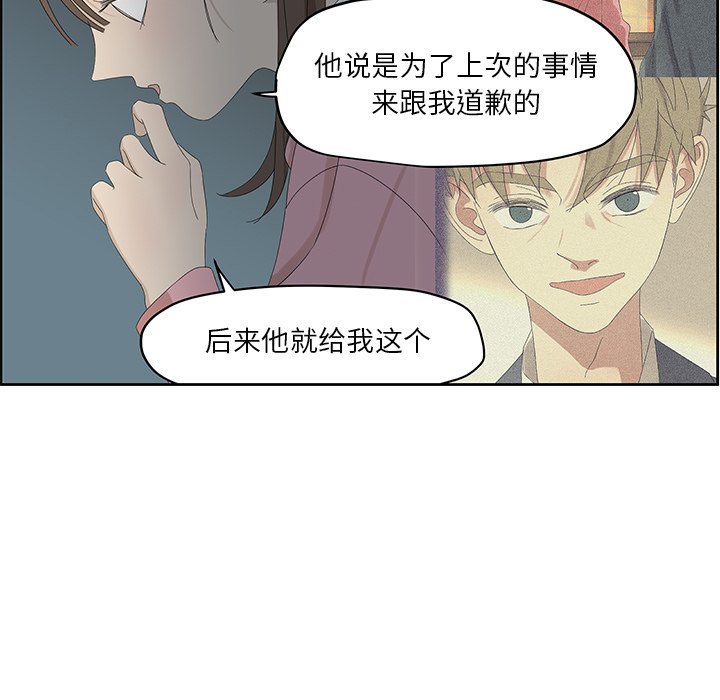 他说是为了上次的事情
来跟我道歉的
后来他就给我这个